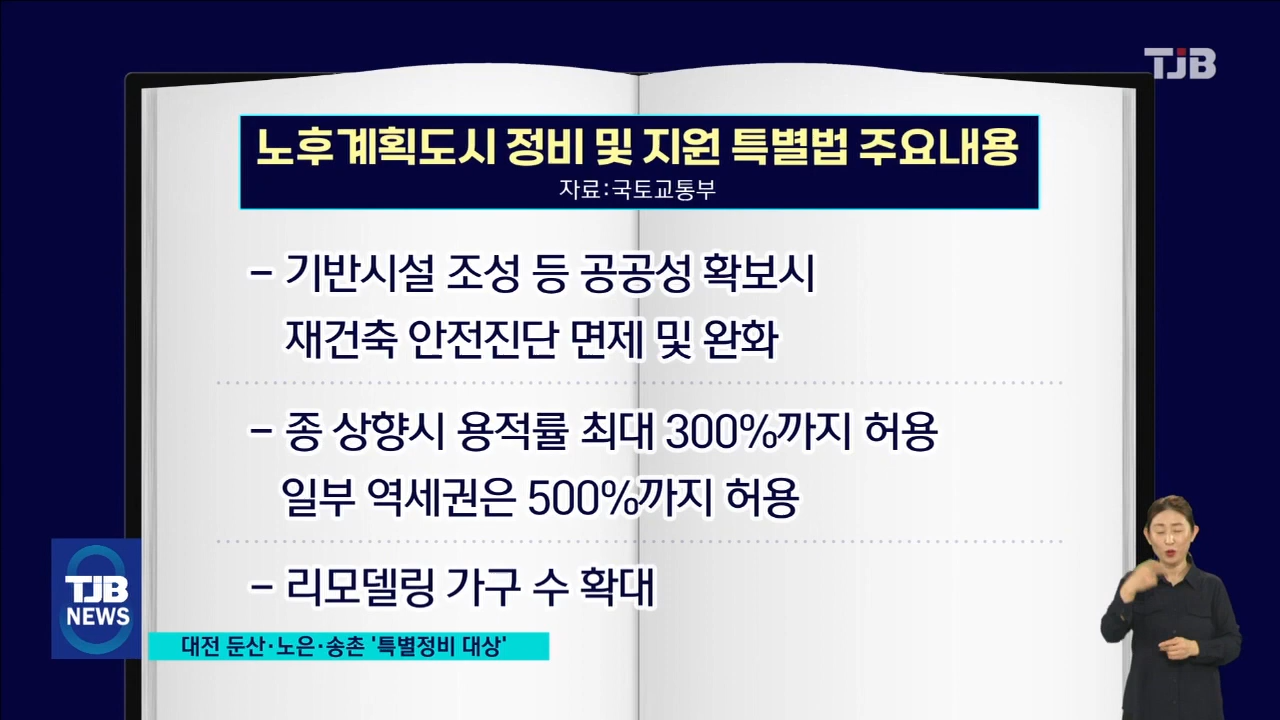 TJB
노후계획도시 정비 및 지원 특별법 주요내용
자료:국토교통부
- 기반시설 조성 등 공공성 확보시
재건축 안전진단 면제 및 완화
- 종 상향시 용적률 최대 300%까지 허용
일부 역세권은 500%까지 허용
- 리모델링 가구 수 확대
8
TJB
NEWS
대전 둔산·노은·송촌 '특별정비 대상'